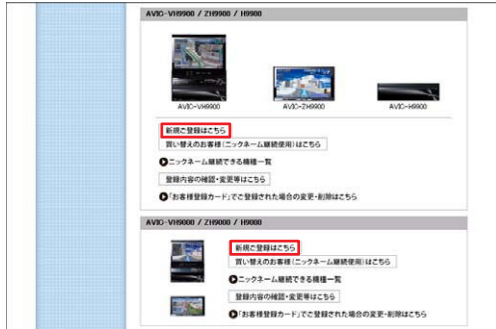 AVIC-VH9900 / ZH9900 / H9900
AVIC-VH9900
AVIC-ZH9900
AVIC-H9900
新規ご登録はこちら
買い替えのお客様(ニックネーム継続使用)はこちら
ニックネーム継続できる機種一覧
登録内容の確認・変更等はこちら
「お客様登録カード」でご登録された場合の変更・削除はこちら
AVIC-VH9000 / ZH9000 / H9000
新規ご登録はこちら
買い替えのお客様(ニックネーム継続使用)はこちら
ニックネーム継続できる機種一覧
登録内容の確認・変更等はこちら
「お客様登録カード」でご登録された場合の変更・削除はこちら